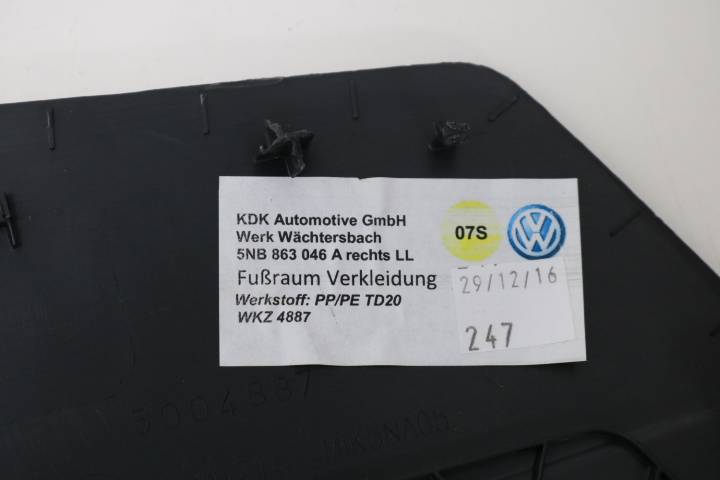 KDK Automotive GmbH
Werk Wächtersbach
5NB 863 046 A rechts LL
Fußraum Verkleidung
Werkstoff: PP/PE TD20
WKZ 4887
07S
29/12/16
247
5004887